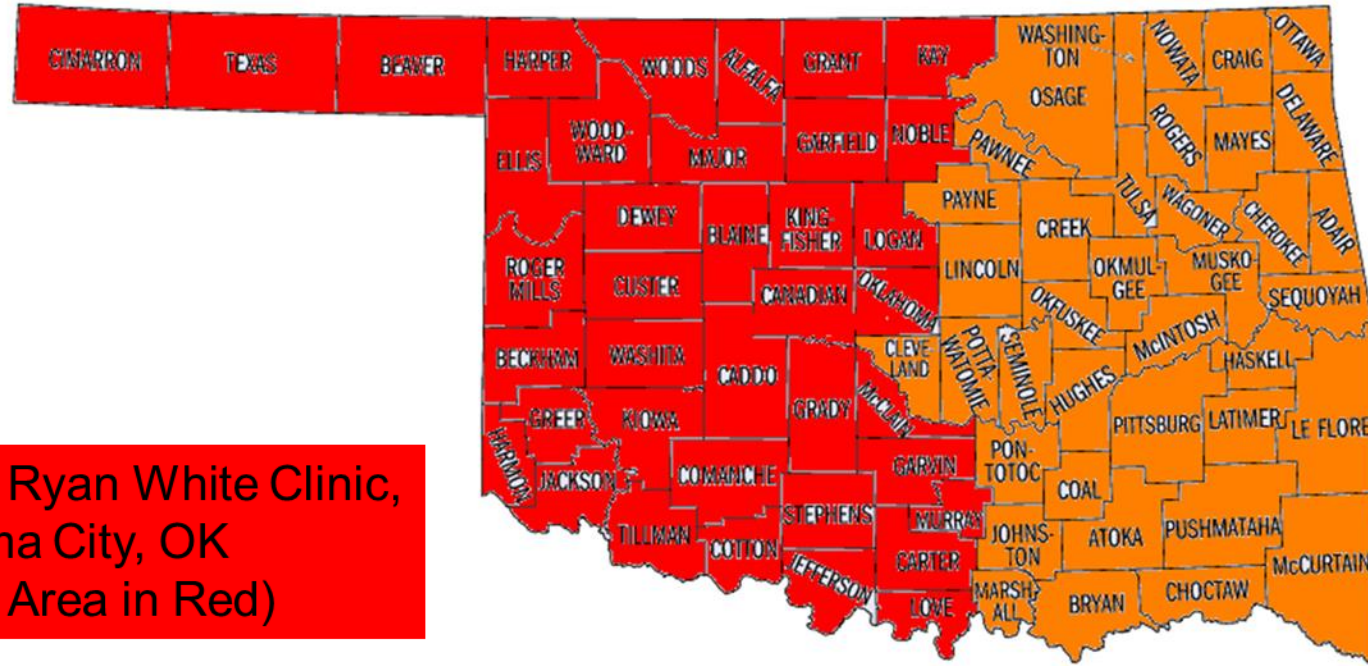 CIMARRON
TEXAS
BEAVER
HARPER
WOODS
ALFALFA
GRANT
KAY
WASHING-
TON
OSAGE
NOWATA
CRAIG
OTTAWA
ELLIS
WOOD-
WARD
MAJOR
GARFIELD
NOBLE
PAWNEE
ROGERS
MAYES
DELAWARE
DEWEY
BLAINE
KING-
FISHER
LOGAN
PAYNE
CREEK
TULSA
WAGONER
CHEROKEE
ADAIR
ROGER
MILLS
CUSTER
CANADIAN
OKLAHOMA
LINCOLN
OKMUL-
GEE
MUSKO-
GEE
SEQUOYAH
BECKHAM
WASHITA
CADDO
GRADY
McCLAIN
CLEVE-
LAND
POTTA-
WATOMIE
SEMINOLE
OKFUSKEE
HUGHES
McINTOSH
HASKELL
HARMON
GREER
KIOWA
JACKSON
COMANCHE
GARVIN
PON-
TOTOC
COAL
PITTSBURG
LATIMER
LE FLORE
TILLMAN
COTTON
STEPHENS
JEFFERSON
MURRAY
CARTER
LOVE
JOHNS-
TON
MARSH-
ALL
ATOKA
BRYAN
PUSHMATAHA
CHOCTAW
McCURTAIN
Ryan White Clinic,
ma City, OK
Area in Red)